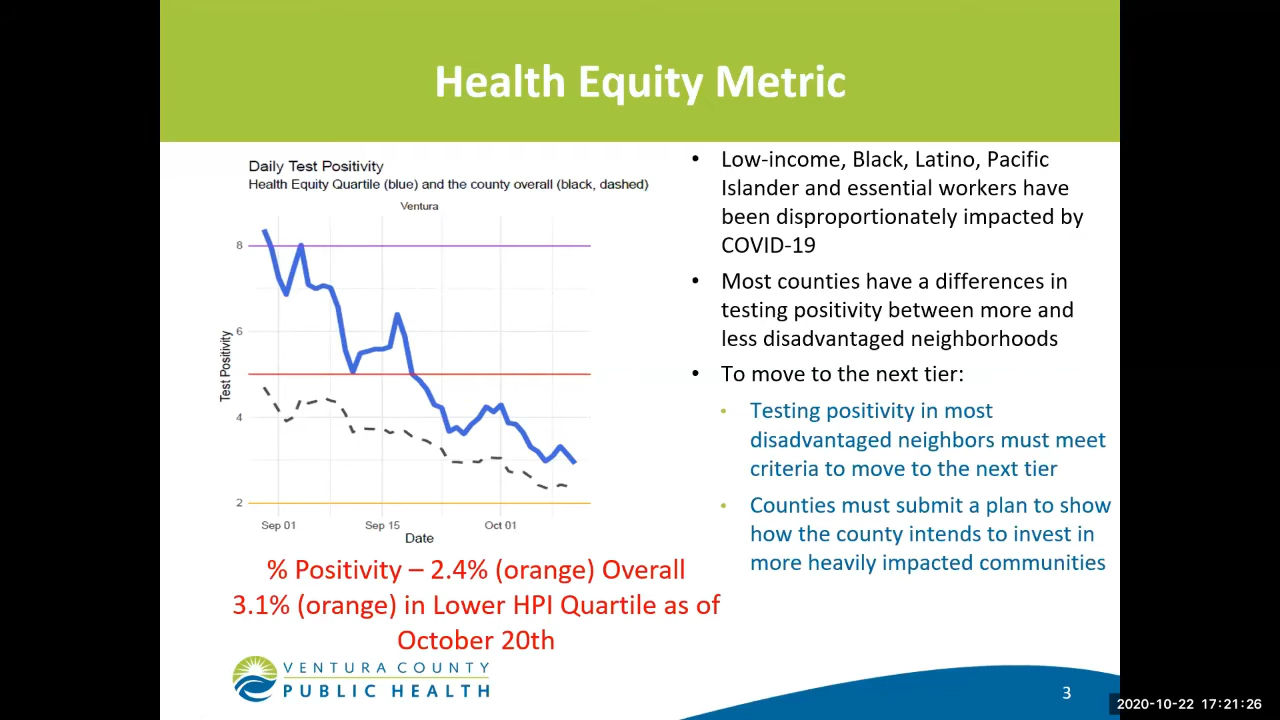 Health Equity Metric
Daily Test Positivity
Health Equity Quartile (blue) and the county overall (black, dashed)
Ventura
8
6
4
2
Test Positivity
Sep 01
Sep 15
Oct 01
Date
% Positivity – 2.4% (orange) Overall
3.1% (orange) in Lower HPI Quartile as of
October 20th
• Low-income, Black, Latino, Pacific
Islander and essential workers have
been disproportionately impacted by
COVID-19
• Most counties have a differences in
testing positivity between more and
less disadvantaged neighborhoods
• To move to the next tier:
• Testing positivity in most
disadvantaged neighbors must meet
criteria to move to the next tier
• Counties must submit a plan to show
how the county intends to invest in
more heavily impacted communities
VENTURA COUNTY
PUBLIC HEALTH
3
2020-10-22 17:21:26